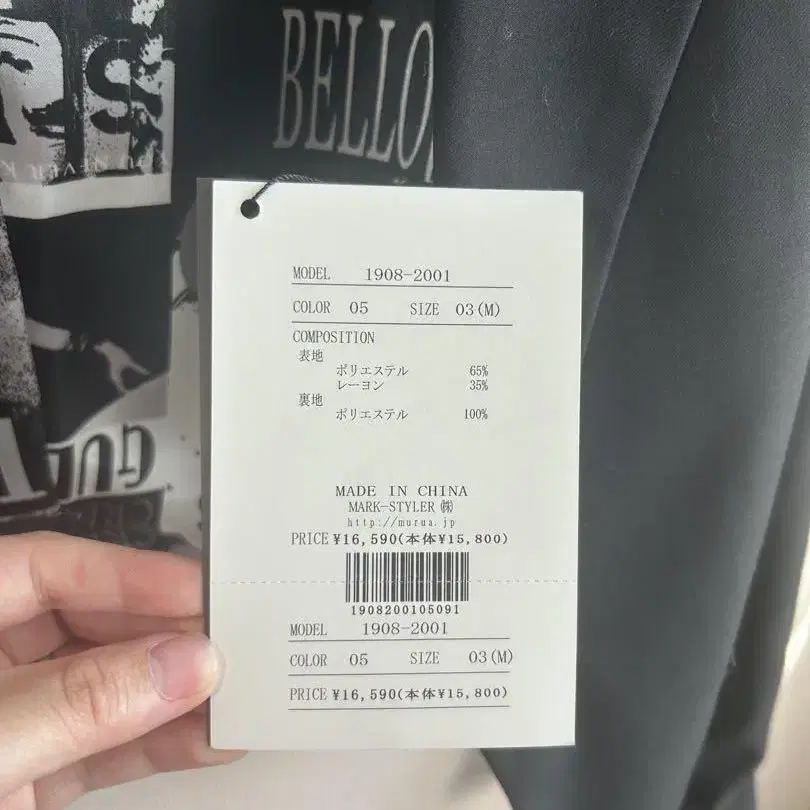 BELLO
MODEL 1908-2001
COLOR 05 SIZE 03(M)
COMPOSITION
表地
ポリエステル 65%
レーヨン 35%
裏地
ポリエステル 100%
MADE IN CHINA
MARK-STYLER ㈱
http://murua.jp
PRICE ¥16,590(本体¥15,800)
1908200105091
MODEL 1908-2001
COLOR 05 SIZE 03(M)
PRICE ¥16,590(本体¥15,800)